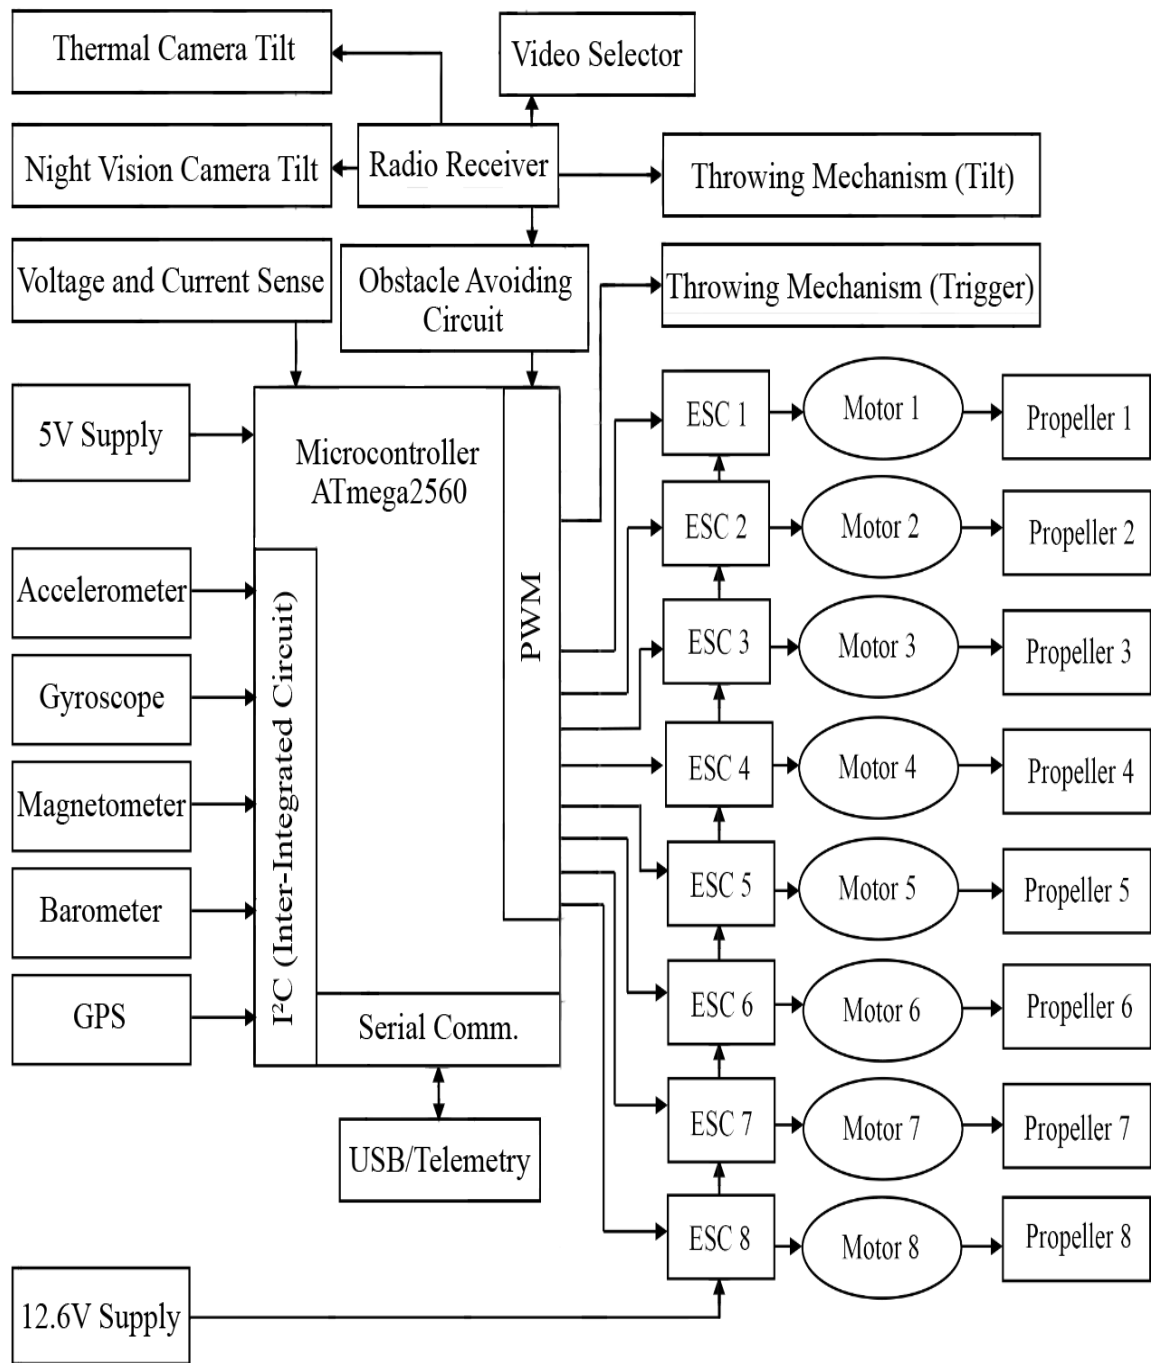 Thermal Camera Tilt
Video Selector
Night Vision Camera Tilt
Radio Receiver
Throwing Mechanism (Tilt)
Voltage and Current Sense
Obstacle Avoiding
Circuit
Throwing Mechanism (Trigger)
5V Supply
Microcontroller
ATmega2560
PWM
ESC 1
Motor 1
Propeller 1
ESC 2
Motor 2
Propeller 2
Accelerometer
ESC 3
Motor 3
Propeller 3
Gyroscope
I²C (Inter-Integrated Circuit)
ESC 4
Motor 4
Propeller 4
Magnetometer
ESC 5
Motor 5
Propeller 5
Barometer
ESC 6
Motor 6
Propeller 6
GPS
Serial Comm.
ESC 7
Motor 7
Propeller 7
USB/Telemetry
ESC 8
Motor 8
Propeller 8
12.6V Supply